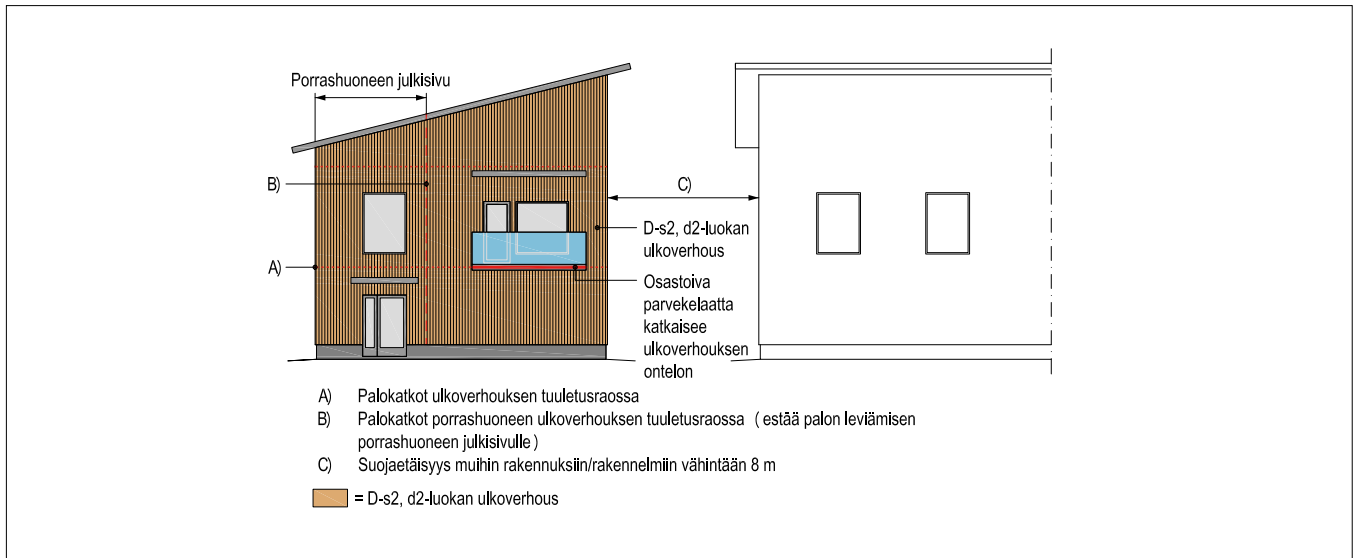 Porrashuoneen julkisivu
B)
C)
D-s2, d2-luokan
ulkoverhous
A)
Osastoiva
parvekelaatta
katkaisee
ulkoverhouksen
ontelon
A) Palokatkot ulkoverhouksen tuuletusraossa
B) Palokatkot porrashuoneen ulkoverhouksen tuuletusraossa ( estää palon leviämisen
porrashuoneen julkisivulle )
C) Suojaetäisyys muihin rakennuksiin/rakennelmiin vähintään 8 m
= D-s2, d2-luokan ulkoverhous